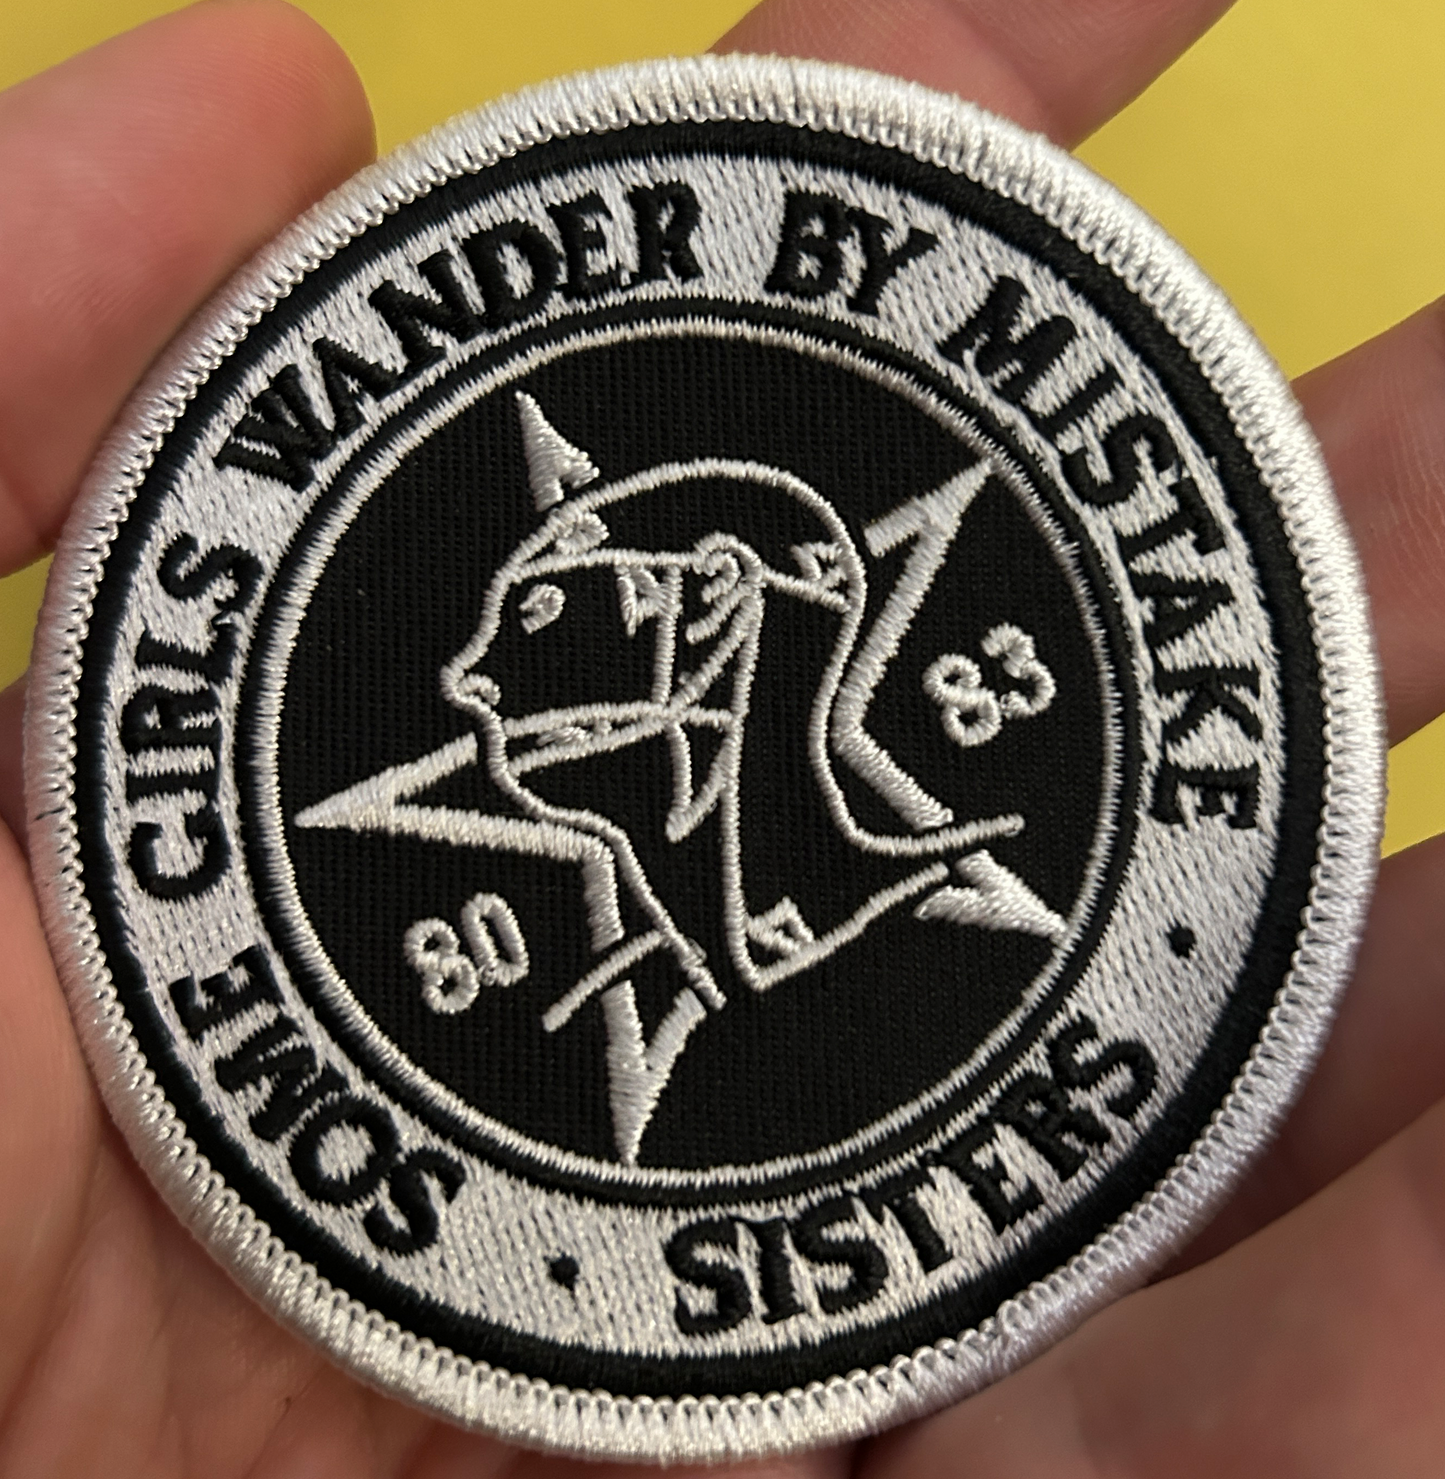 SOME GIRLS WANDER BY MISTAKE
80
83
• SISTERS •